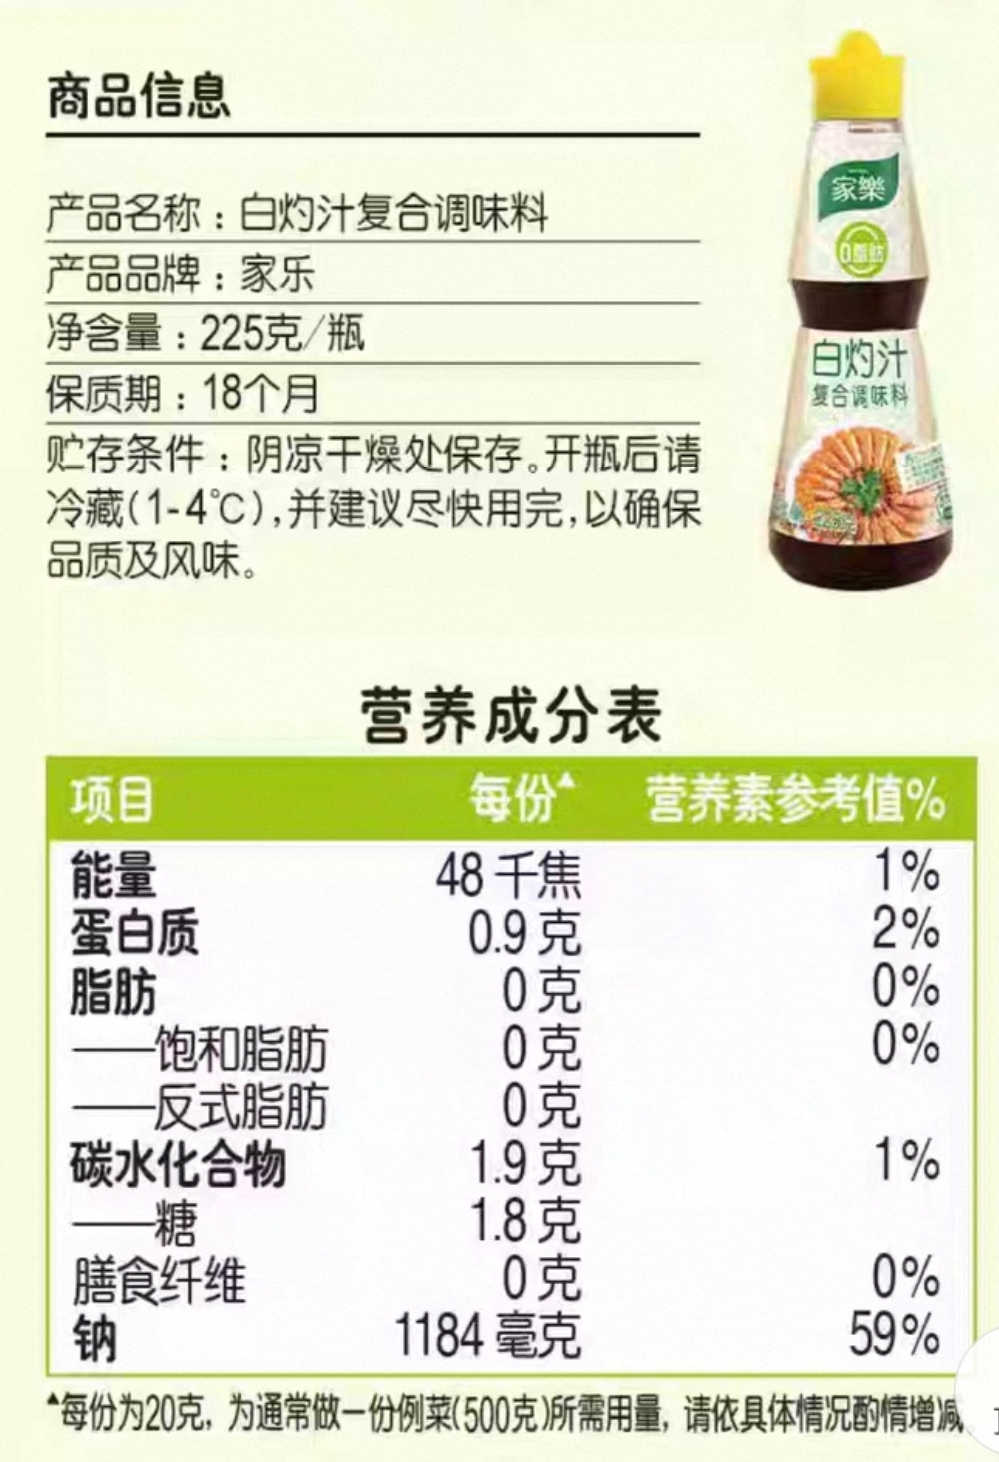 商品信息
产品名称：白灼汁复合调味料
产品品牌：家乐
净含量：225克/瓶
保质期：18个月
贮存条件：阴凉干燥处保存。开瓶后请
冷藏(1-4℃),并建议尽快用完,以确保
品质及风味。
家樂
0脂肪
白灼汁
复合调味料
营养成分表
项目 每份▲ 营养素参考值%
能量 48千焦 1%
蛋白质 0.9克 2%
脂肪 0克 0%
——饱和脂肪 0克 0%
——反式脂肪 0克
碳水化合物 1.9克 1%
——糖 1.8克
膳食纤维 0克 0%
钠 1184毫克 59%
▲每份为20克, 为通常做一份例菜(500克)所需用量, 请依具体情况酌情增减